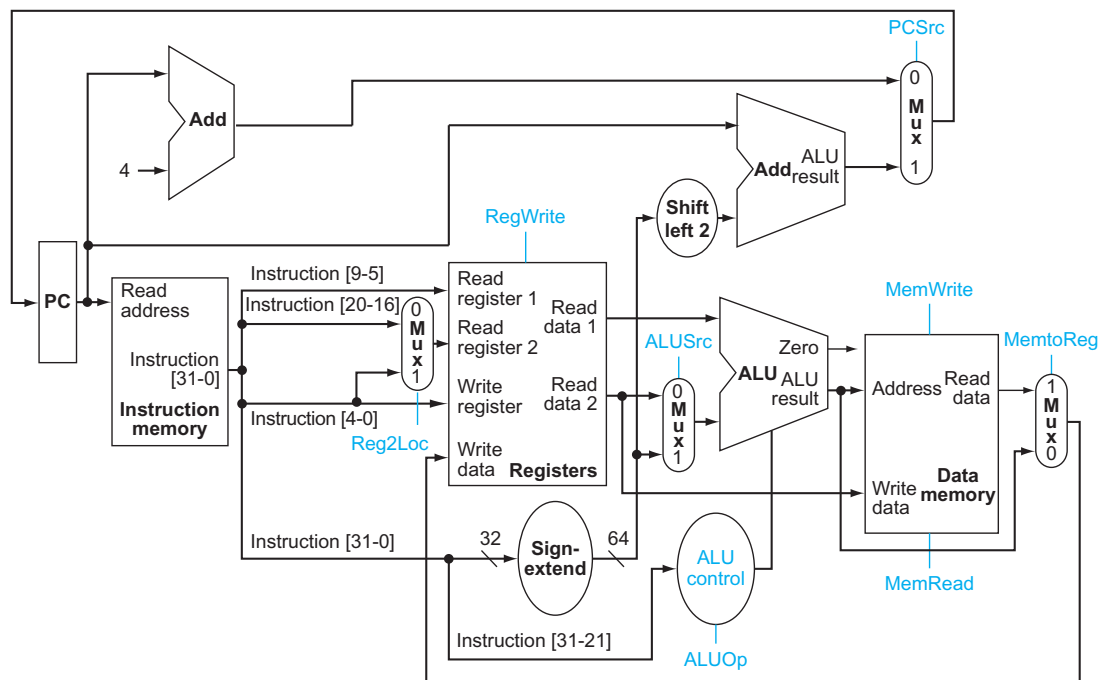 PCSrc
0
Mux
1
Add
4
Add
ALU
result
Shift
left 2
RegWrite
PC
Read
address
Instruction
[31-0]
Instruction
memory
Instruction [9-5]
Instruction [20-16]
0
Mux
1
Instruction [4-0]
Reg2Loc
Read
register 1
Read
register 2
Write
register
Write
data
Read
data 1
Read
data 2
Registers
ALUSrc
0
Mux
1
Zero
ALU
ALU
result
MemWrite
Address
Read
data
Write
data
Data
memory
MemRead
MemtoReg
1
Mux
0
Instruction [31-0]
32
Sign-
extend
64
ALU
control
Instruction [31-21]
ALUOp